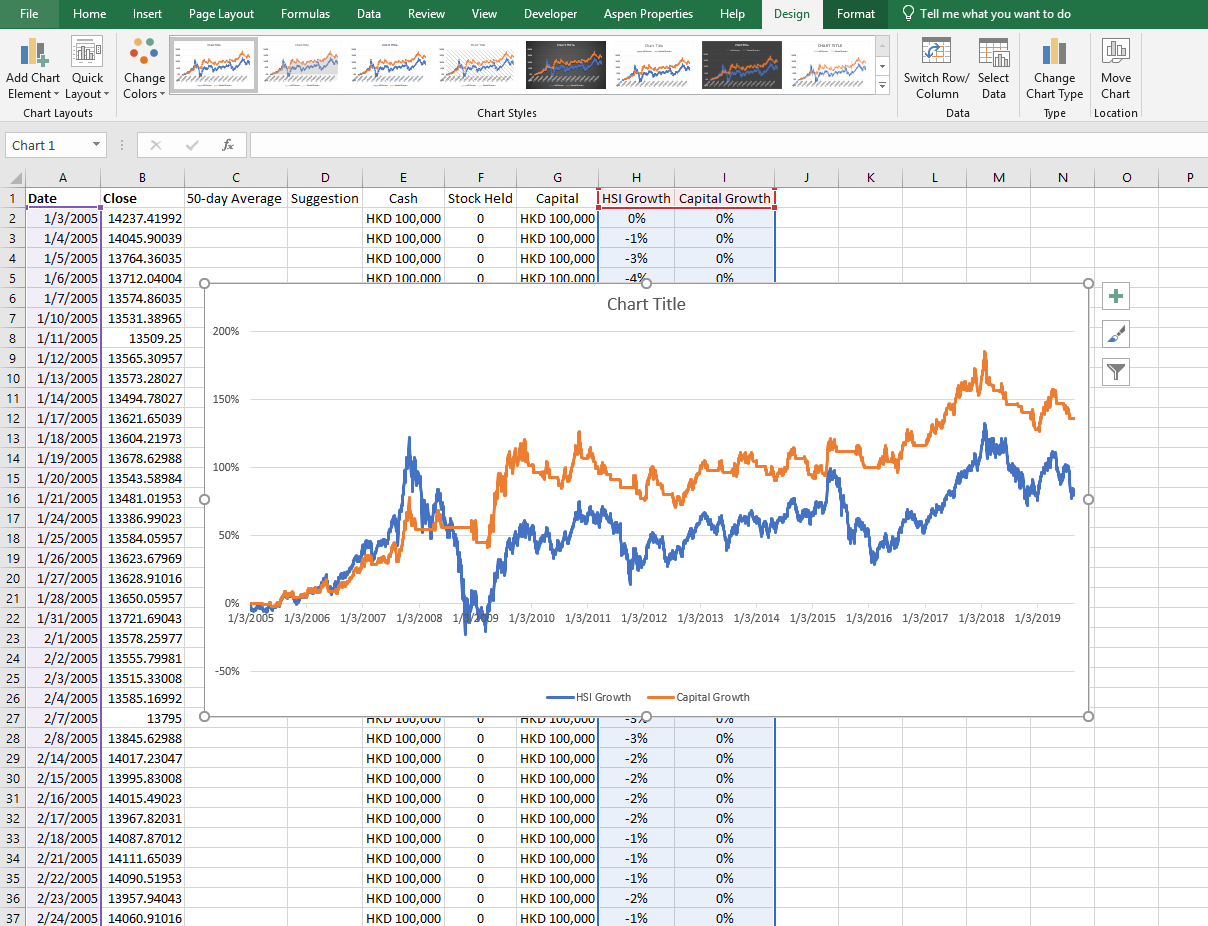 File Home Insert Page Layout Formulas Data Review View Developer Aspen Properties Help Design Format Tell me what you want to do
Add Chart Element
Quick Layout
Change Colors
Switch Row/ Column
Select Data
Change Chart Type
Move Chart
Chart Layouts Chart Styles Data Type Location
Chart 1 fx
A B C D E F G H I J K L M N O P
1 Date Close 50-day Average Suggestion Cash Stock Held Capital HSI Growth Capital Growth
2 1/3/2005 14237.41992 HKD 100,000 0 HKD 100,000 0% 0%
3 1/4/2005 14045.90039 HKD 100,000 0 HKD 100,000 -1% 0%
4 1/5/2005 13764.36035 HKD 100,000 0 HKD 100,000 -3% 0%
5 1/6/2005 13712.04004 HKD 100,000 0 HKD 100,000 -4% 0%
6 1/7/2005 13574.86035
7 1/10/2005 13531.38965
8 1/11/2005 13509.25
9 1/12/2005 13565.30957
10 1/13/2005 13573.28027
11 1/14/2005 13494.78027
12 1/17/2005 13621.65039
13 1/18/2005 13604.21973
14 1/19/2005 13678.62988
15 1/20/2005 13543.58984
16 1/21/2005 13481.01953
17 1/24/2005 13386.99023
18 1/25/2005 13584.05957
19 1/26/2005 13623.67969
20 1/27/2005 13628.91016
21 1/28/2005 13650.05957
22 1/31/2005 13721.69043
23 2/1/2005 13578.25977
24 2/2/2005 13555.79981
25 2/3/2005 13515.33008
26 2/4/2005 13585.16992
27 2/7/2005 13795 HKD 100,000 0 HKD 100,000 -3% 0%
28 2/8/2005 13845.62988 HKD 100,000 0 HKD 100,000 -3% 0%
29 2/14/2005 14017.23047 HKD 100,000 0 HKD 100,000 -2% 0%
30 2/15/2005 13995.83008 HKD 100,000 0 HKD 100,000 -2% 0%
31 2/16/2005 14015.49023 HKD 100,000 0 HKD 100,000 -2% 0%
32 2/17/2005 13967.82031 HKD 100,000 0 HKD 100,000 -2% 0%
33 2/18/2005 14087.87012 HKD 100,000 0 HKD 100,000 -1% 0%
34 2/21/2005 14111.65039 HKD 100,000 0 HKD 100,000 -1% 0%
35 2/22/2005 14090.51953 HKD 100,000 0 HKD 100,000 -1% 0%
36 2/23/2005 13957.94043 HKD 100,000 0 HKD 100,000 -2% 0%
37 2/24/2005 14060.91016 HKD 100,000 0 HKD 100,000 -1% 0%
Chart Title
200%
150%
100%
50%
0%
1/3/2005 1/3/2006 1/3/2007 1/3/2008 1/3/2009 1/3/2010 1/3/2011 1/3/2012 1/3/2013 1/3/2014 1/3/2015 1/3/2016 1/3/2017 1/3/2018 1/3/2019
-50%
HSI Growth Capital Growth